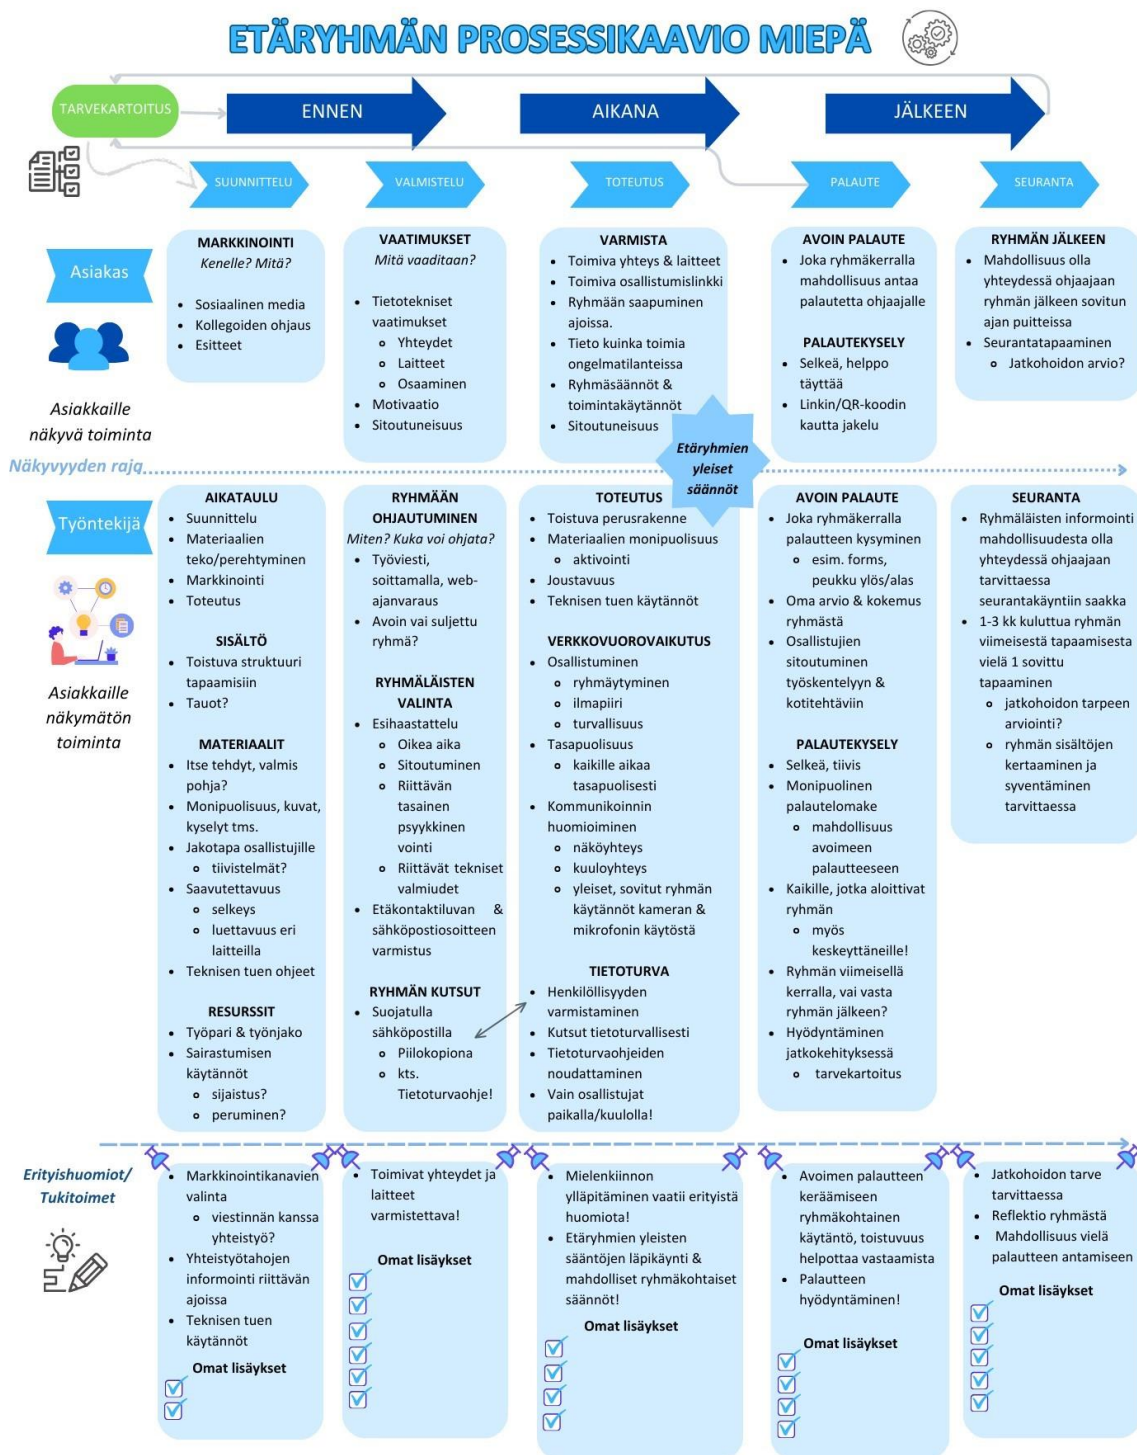 ETÄRYHMÄN PROSESSIKAAVIO MIEPÄ
TARVEKARTOITUS
ENNEN
AIKANA
JÄLKEEN
SUUNNITTELU
VALMISTELU
TOTEUTUS
PALAUTE
SEURANTA
Asiakas
Asiakkaille
näkyvä toiminta
MARKKINOINTI
Kenelle? Mitä?
• Sosiaalinen media
• Kollegoiden ohjaus
• Esitteet
VAATIMUKSET
Mitä vaaditaan?
• Tietotekniset
vaatimukset
Yhteydet
Laitteet
Osaaminen
• Motivaatio
• Sitoutuneisuus
VARMISTA
• Toimiva yhteys & laitteet
• Toimiva osallistumislinkki
• Ryhmään saapuminen
ajoissa.
• Tieto kuinka toimia
ongelmatilanteissa
• Ryhmäsäännöt &
toimintakäytännöt
• Sitoutuneisuus
AVOIN PALAUTE
• Joka ryhmäkerralla
mahdollisuus antaa
palautetta ohjaajalle
PALAUTEKYSELY
• Selkeä, helppo
täyttää
• Linkin/QR-koodin
kautta jakelu
RYHMÄN JÄLKEEN
• Mahdollisuus olla
yhteydessä ohjaajaan
ryhmän jälkeen sovitun
ajan puitteissa
• Seurantatapaaminen
Jatkohoidon arvio?
Etäryhmien
yleiset
säännöt
Näkyvyyden raja
Työntekijä
Asiakkaille
näkymätön
toiminta
AIKATAULU
• Suunnittelu
• Materiaalien
teko/perehtyminen
• Markkinointi
• Toteutus
SISÄLTÖ
• Toistuva struktuuri
tapaamisiin
• Tauot?
MATERIAALIT
• Itse tehdyt, valmis
pohja?
• Monipuolisuus, kuvat,
kyselyt tms.
• Jakotapa osallistujille
tiivistelmät?
• Saavutettavuus
selkeys
luettavuus eri
laitteilla
• Teknisen tuen ohjeet
RESURSSIT
• Työpari & työnjako
• Sairastumisen
käytännöt
sijaistus?
peruminen?
RYHMÄÄN
OHJAUTUMINEN
Miten? Kuka voi ohjata?
• Työviesti,
soittamalla, web-
ajanvaraus
• Avoin vai suljettu
ryhmä?
RYHMÄLÄISTEN
VALINTA
• Esihaastattelu
Oikea aika
Sitoutuminen
Riittävän
tasainen
psyykkinen
vointi
Riittävät tekniset
valmiudet
• Etäkontaktiluvan &
sähköpostiosoitteen
varmistus
RYHMÄN KUTSUT
• Suojatulla
sähköpostilla
Piilokopiona
kts.
Tietoturvaohje!
TOTEUTUS
• Toistuva perusrakenne
• Materiaalien monipuolisuus
aktivointi
• Joustavuus
• Teknisen tuen käytännöt
VERKKOVUOROVAIKUTUS
• Osallistuminen
ryhmäytyminen
ilmapiiri
turvallisuus
• Tasapuolisuus
kaikille aikaa
tasapuolisesti
• Kommunikoinnin
huomioiminen
näköyhteys
kuuloyhteys
yleiset, sovitut ryhmän
käytännöt kameran &
mikrofonin käytöstä
TIETOTURVA
• Henkilöllisyyden
varmistaminen
• Kutsut tietoturvallisesti
• Tietoturvaohjeiden
noudattaminen
• Vain osallistujat
paikalla/kuulolla!
AVOIN PALAUTE
• Joka ryhmäkerralla
palautteen kysyminen
esim. forms,
peukku ylös/alas
• Oma arvio & kokemus
ryhmästä
• Osallistujien
sitoutuminen
työskentelyyn &
kotitehtäviin
PALAUTEKYSELY
• Selkeä, tiivis
• Monipuolinen
palautelomake
mahdollisuus
avoimeen
palautteeseen
• Kaikille, jotka aloittivat
ryhmän
myös
keskeyttäneille!
• Ryhmän viimeisellä
kerralla, vai vasta
ryhmän jälkeen?
• Hyödyntäminen
jatkokehityksessä
tarvekartoitus
SEURANTA
• Ryhmäläisten informointi
mahdollisuudesta olla
yhteydessä ohjaajaan
tarvittaessa
seurantakäyntiin saakka
• 1-3 kk kuluttua ryhmän
viimeisestä tapaamisesta
vielä 1 sovittu
tapaaminen
jatkohoidon tarpeen
arviointi?
ryhmän sisältöjen
kertaaminen ja
syventäminen
tarvittaessa
Erityishuomiot/
Tukitoimet
• Markkinointikanavien
valinta
viestinnän kanssa
yhteistyö?
• Yhteistyötahojen
informointi riittävän
ajoissa
• Teknisen tuen
käytännöt
Omat lisäykset
• Toimivat yhteydet ja
laitteet
varmistettava!
Omat lisäykset
• Mielenkiinnon
ylläpitäminen vaatii erityistä
huomiota!
• Etäryhmien yleisten
sääntöjen läpikäynti &
mahdolliset ryhmäkohtaiset
säännöt!
Omat lisäykset
• Avoimen palautteen
keräämiseen
ryhmäkohtainen
käytäntö, toistuvuus
helpottaa vastaamista
• Palautteen
hyödyntäminen!
Omat lisäykset
• Jatkohoidon tarve
tarvittaessa
• Reflektio ryhmästä
• Mahdollisuus vielä
palautteen antamiseen
Omat lisäykset